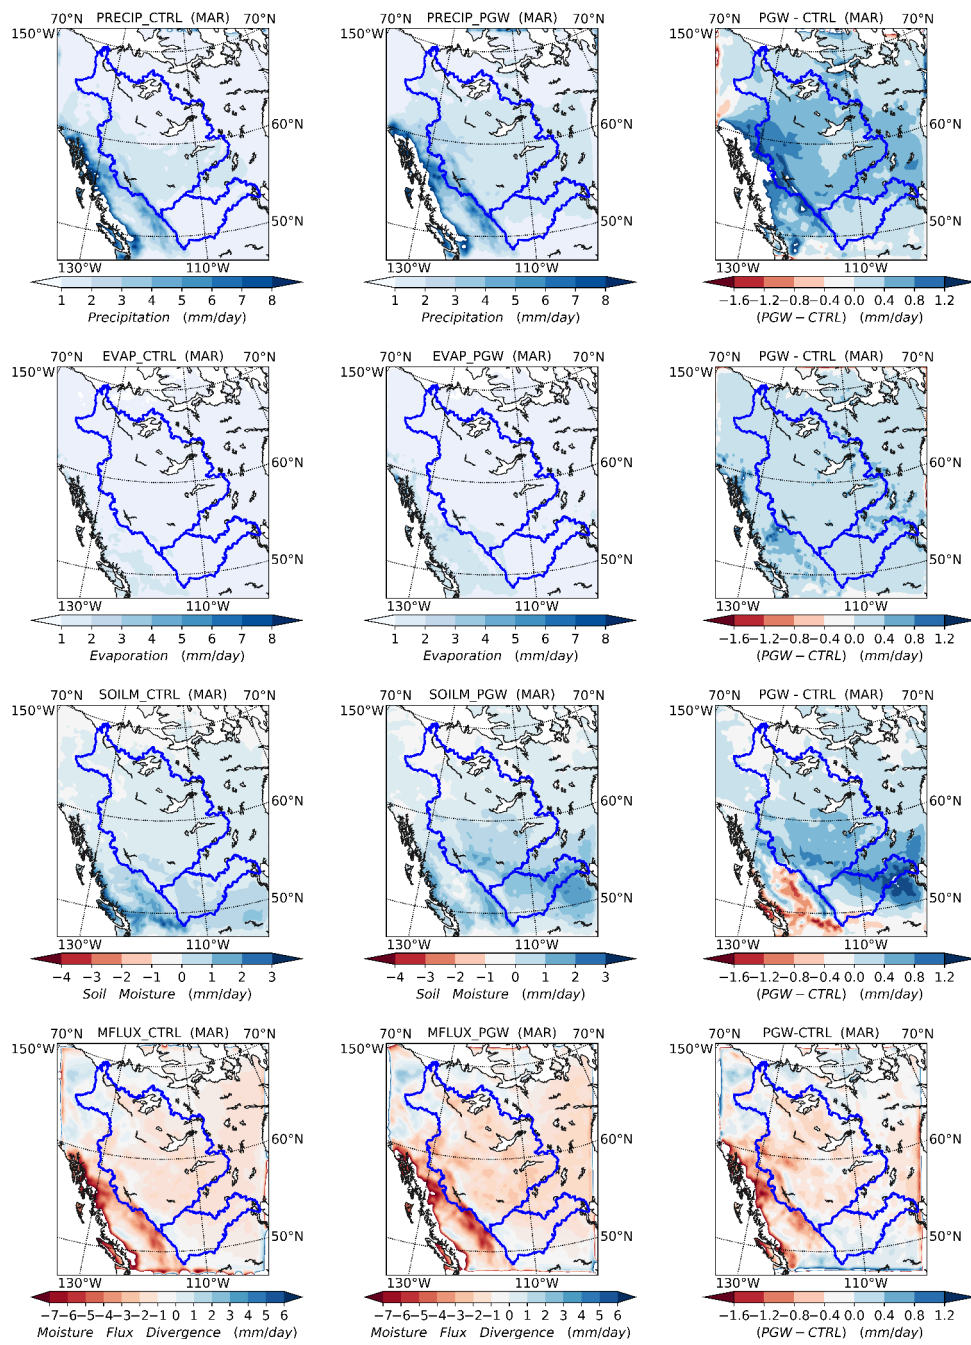 PRECIP_CTRL (MAR)
70°N 70°N
150°W
60°N
50°N
130°W 110°W
1 2 3 4 5 6 7 8
Precipitation (mm/day)
PRECIP_PGW (MAR)
70°N 70°N
150°W
60°N
50°N
130°W 110°W
1 2 3 4 5 6 7 8
Precipitation (mm/day)
PGW - CTRL (MAR)
70°N 70°N
150°W
60°N
50°N
130°W 110°W
−1.6−1.2−0.8−0.4 0.0 0.4 0.8 1.2
(PGW−CTRL) (mm/day)
EVAP_CTRL (MAR)
70°N 70°N
150°W
60°N
50°N
130°W 110°W
1 2 3 4 5 6 7 8
Evaporation (mm/day)
EVAP_PGW (MAR)
70°N 70°N
150°W
60°N
50°N
130°W 110°W
1 2 3 4 5 6 7 8
Evaporation (mm/day)
PGW - CTRL (MAR)
70°N 70°N
150°W
60°N
50°N
130°W 110°W
−1.6−1.2−0.8−0.4 0.0 0.4 0.8 1.2
(PGW−CTRL) (mm/day)
SOILM_CTRL (MAR)
70°N 70°N
150°W
60°N
50°N
130°W 110°W
−4 −3 −2 −1 0 1 2 3
Soil Moisture (mm/day)
SOILM_PGW (MAR)
70°N 70°N
150°W
60°N
50°N
130°W 110°W
−4 −3 −2 −1 0 1 2 3
Soil Moisture (mm/day)
PGW - CTRL (MAR)
70°N 70°N
150°W
60°N
50°N
130°W 110°W
−1.6−1.2−0.8−0.4 0.0 0.4 0.8 1.2
(PGW−CTRL) (mm/day)
MFLUX_CTRL (MAR)
70°N 70°N
150°W
60°N
50°N
130°W 110°W
−7−6−5−4−3−2−1 0 1 2 3 4 5 6
Moisture Flux Divergence (mm/day)
MFLUX_PGW (MAR)
70°N 70°N
150°W
60°N
50°N
130°W 110°W
−7−6−5−4−3−2−1 0 1 2 3 4 5 6
Moisture Flux Divergence (mm/day)
PGW-CTRL (MAR)
70°N 70°N
150°W
60°N
50°N
130°W 110°W
−1.6−1.2−0.8−0.4 0.0 0.4 0.8 1.2
(PGW−CTRL) (mm/day)